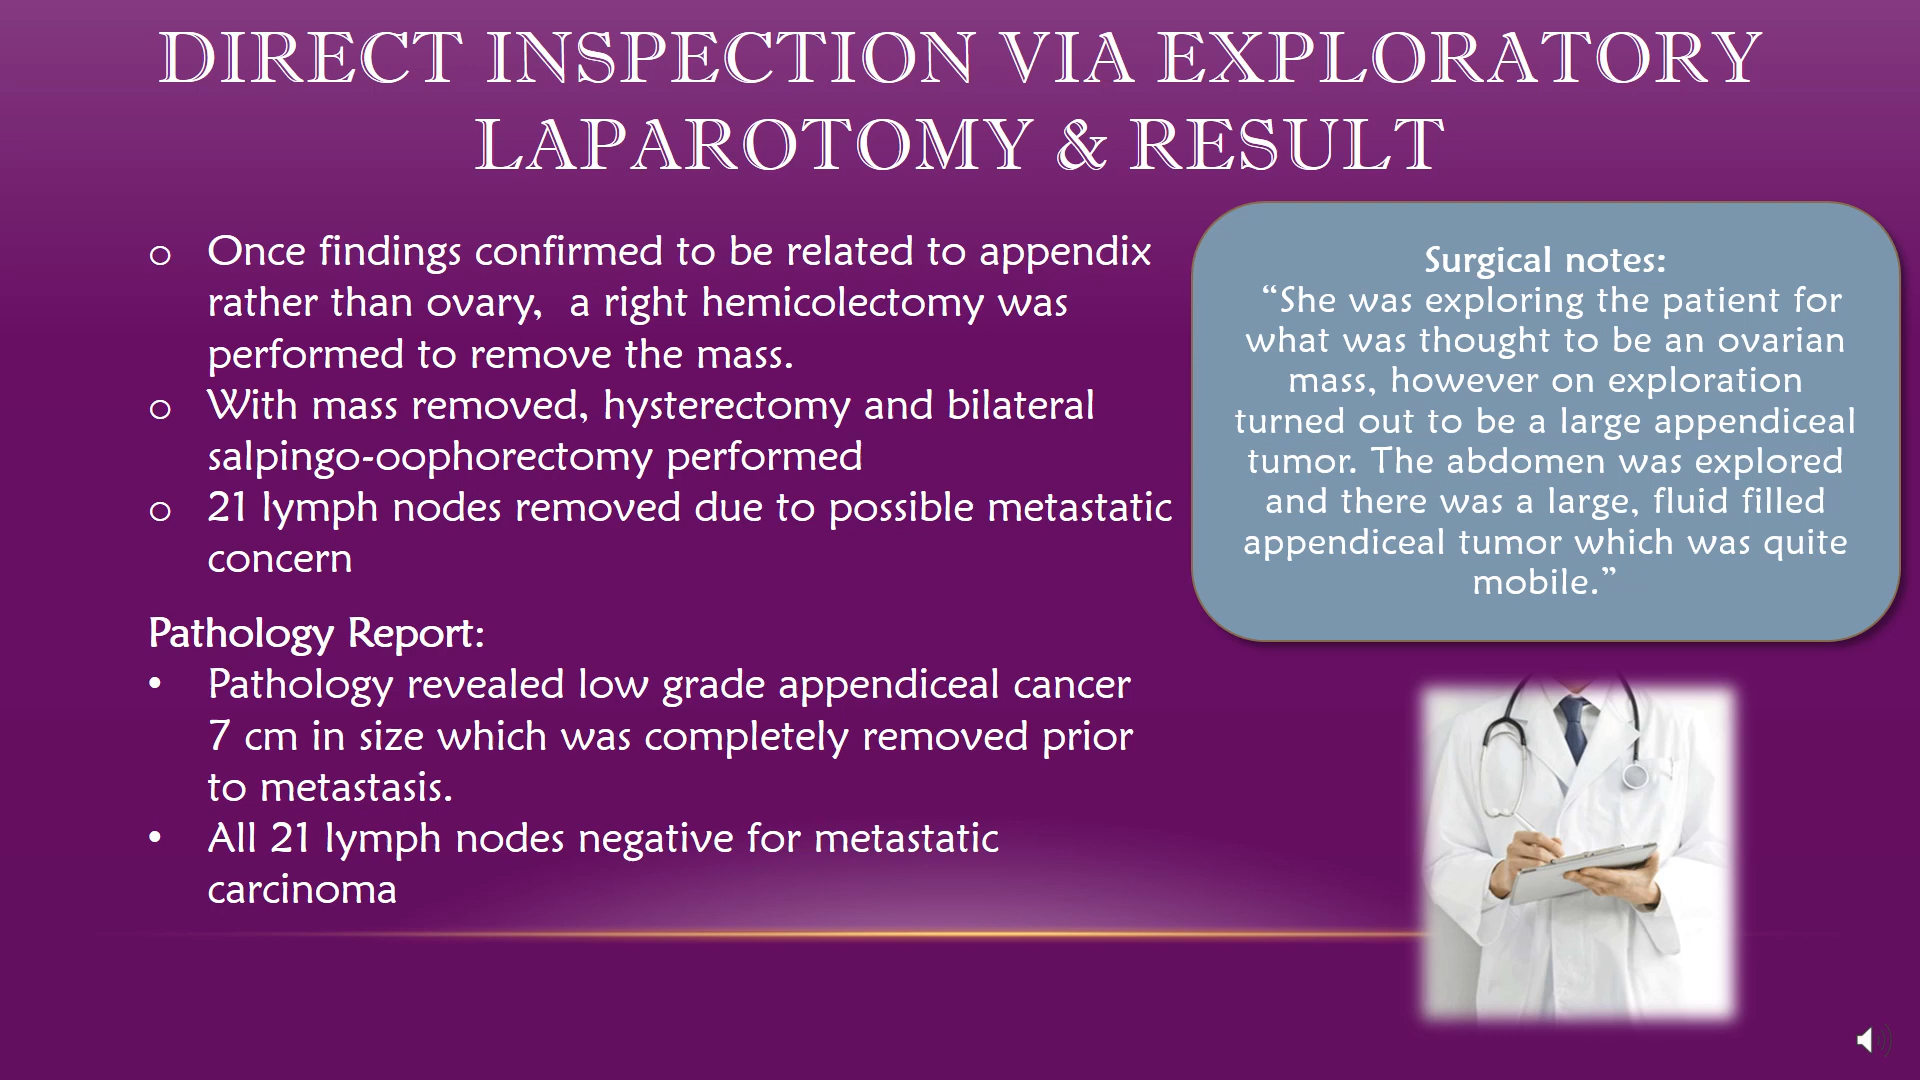 DIRECT INSPECTION VIA EXPLORATORY
LAPAROTOMY & RESULT
o Once findings confirmed to be related to appendix
rather than ovary,  a right hemicolectomy was
performed to remove the mass.
o With mass removed, hysterectomy and bilateral
salpingo-oophorectomy performed
o 21 lymph nodes removed due to possible metastatic
concern
Pathology Report:
• Pathology revealed low grade appendiceal cancer
7 cm in size which was completely removed prior
to metastasis.
• All 21 lymph nodes negative for metastatic
carcinoma
Surgical notes:
“She was exploring the patient for
what was thought to be an ovarian
mass, however on exploration
turned out to be a large appendiceal
tumor. The abdomen was explored
and there was a large, fluid filled
appendiceal tumor which was quite
mobile.”